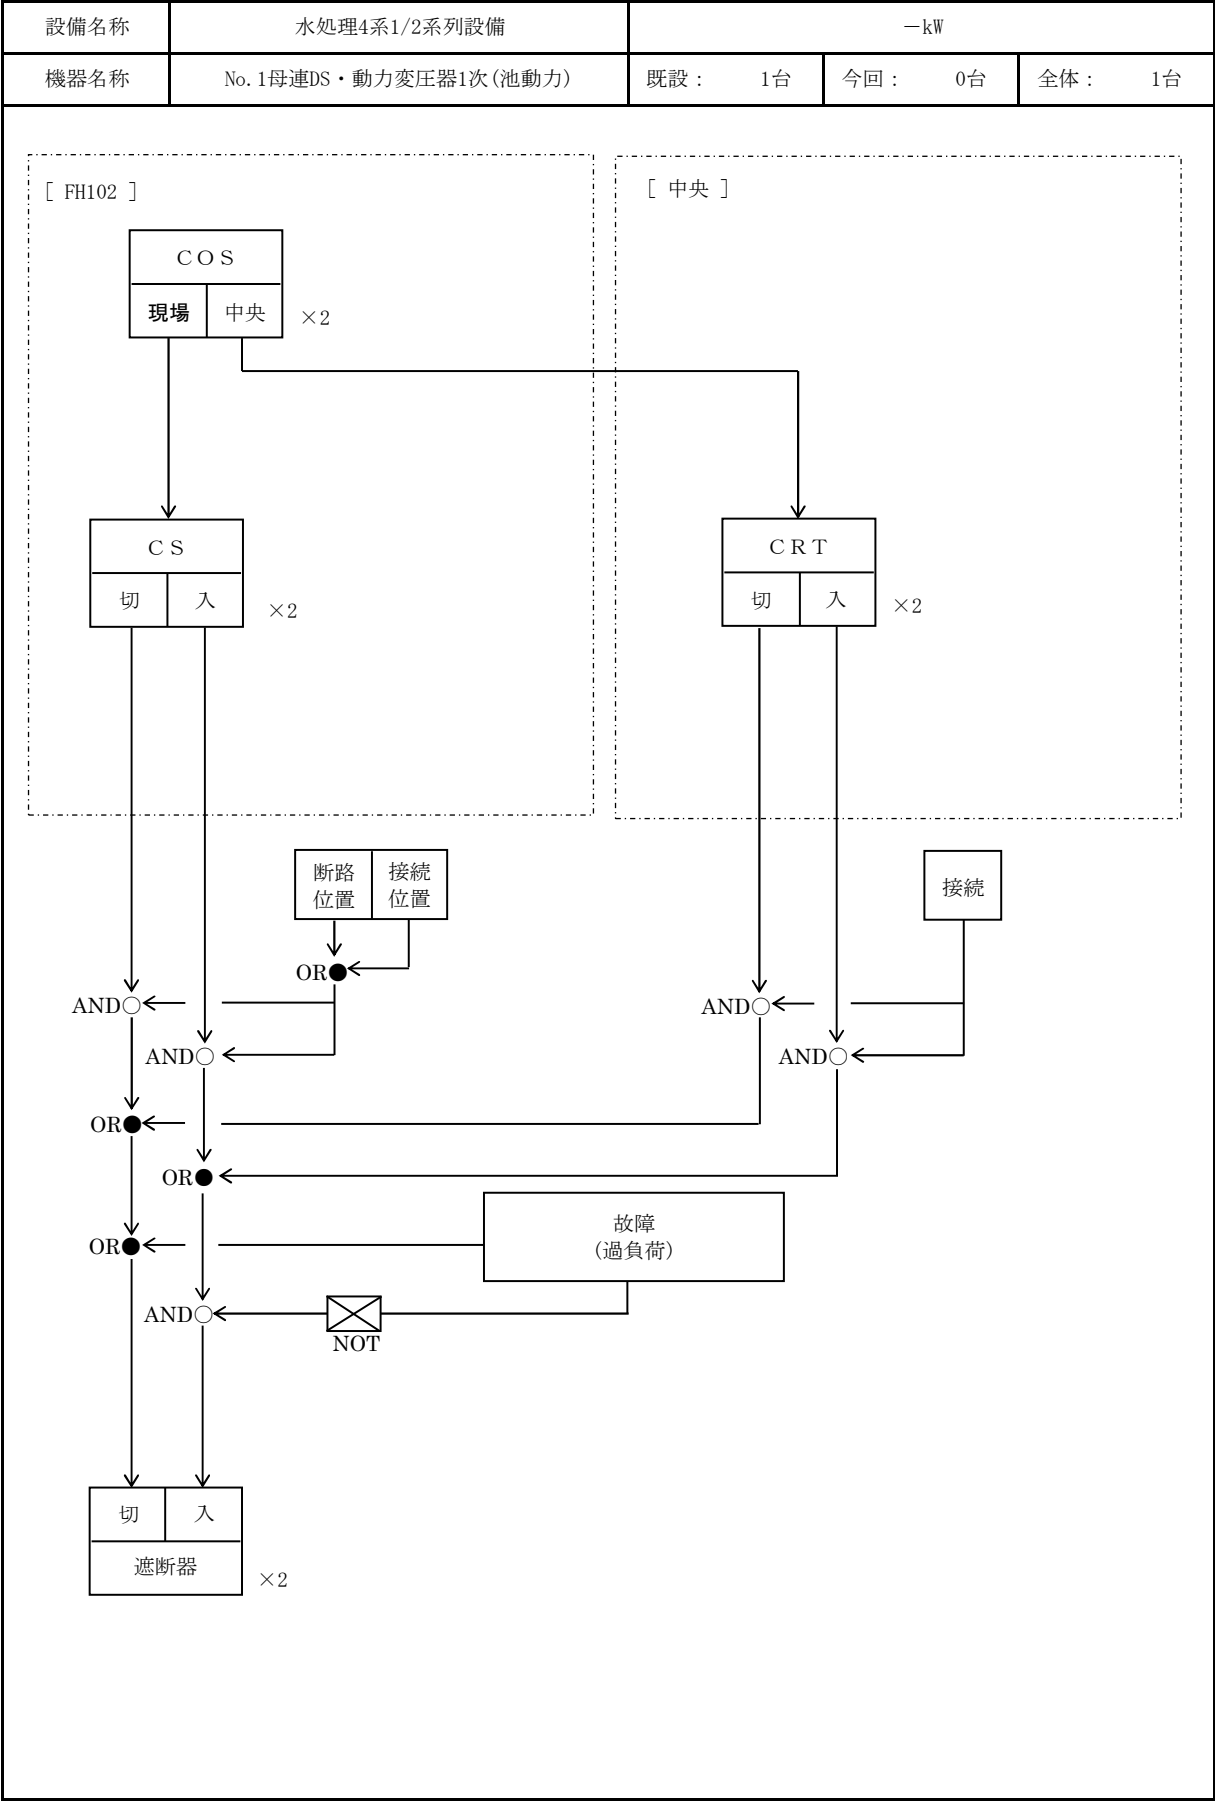 設備名称 水処理4系1/2系列設備 －kW
機器名称 No.1母連DS・動力変圧器1次(池動力) 既設： 1台 今回： 0台 全体： 1台
[ FH102 ]
[ 中央 ]
ＣＯＳ
現場 中央 ×2
ＣＳ
切 入 ×2
ＣＲＴ
切 入 ×2
断路
位置
接続
位置
接続
OR
AND
AND
AND
AND
OR
OR
故障
(過負荷)
OR
AND
NOT
切 入
遮断器 ×2